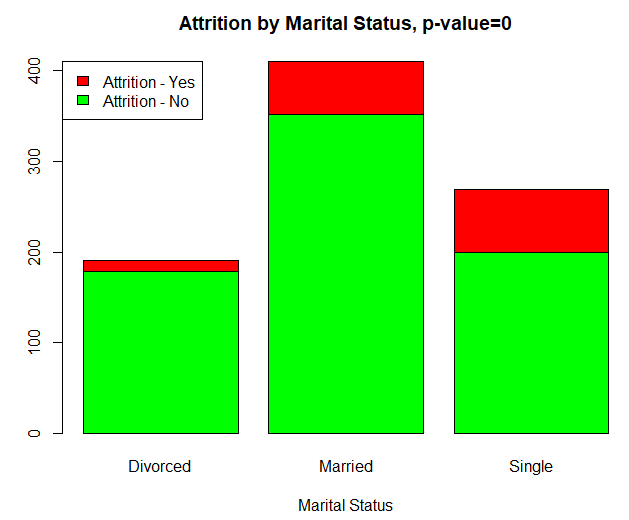 Attrition by Marital Status, p-value=0
Attrition - Yes
Attrition - No
400
300
200
100
0
Divorced
Married
Single
Marital Status